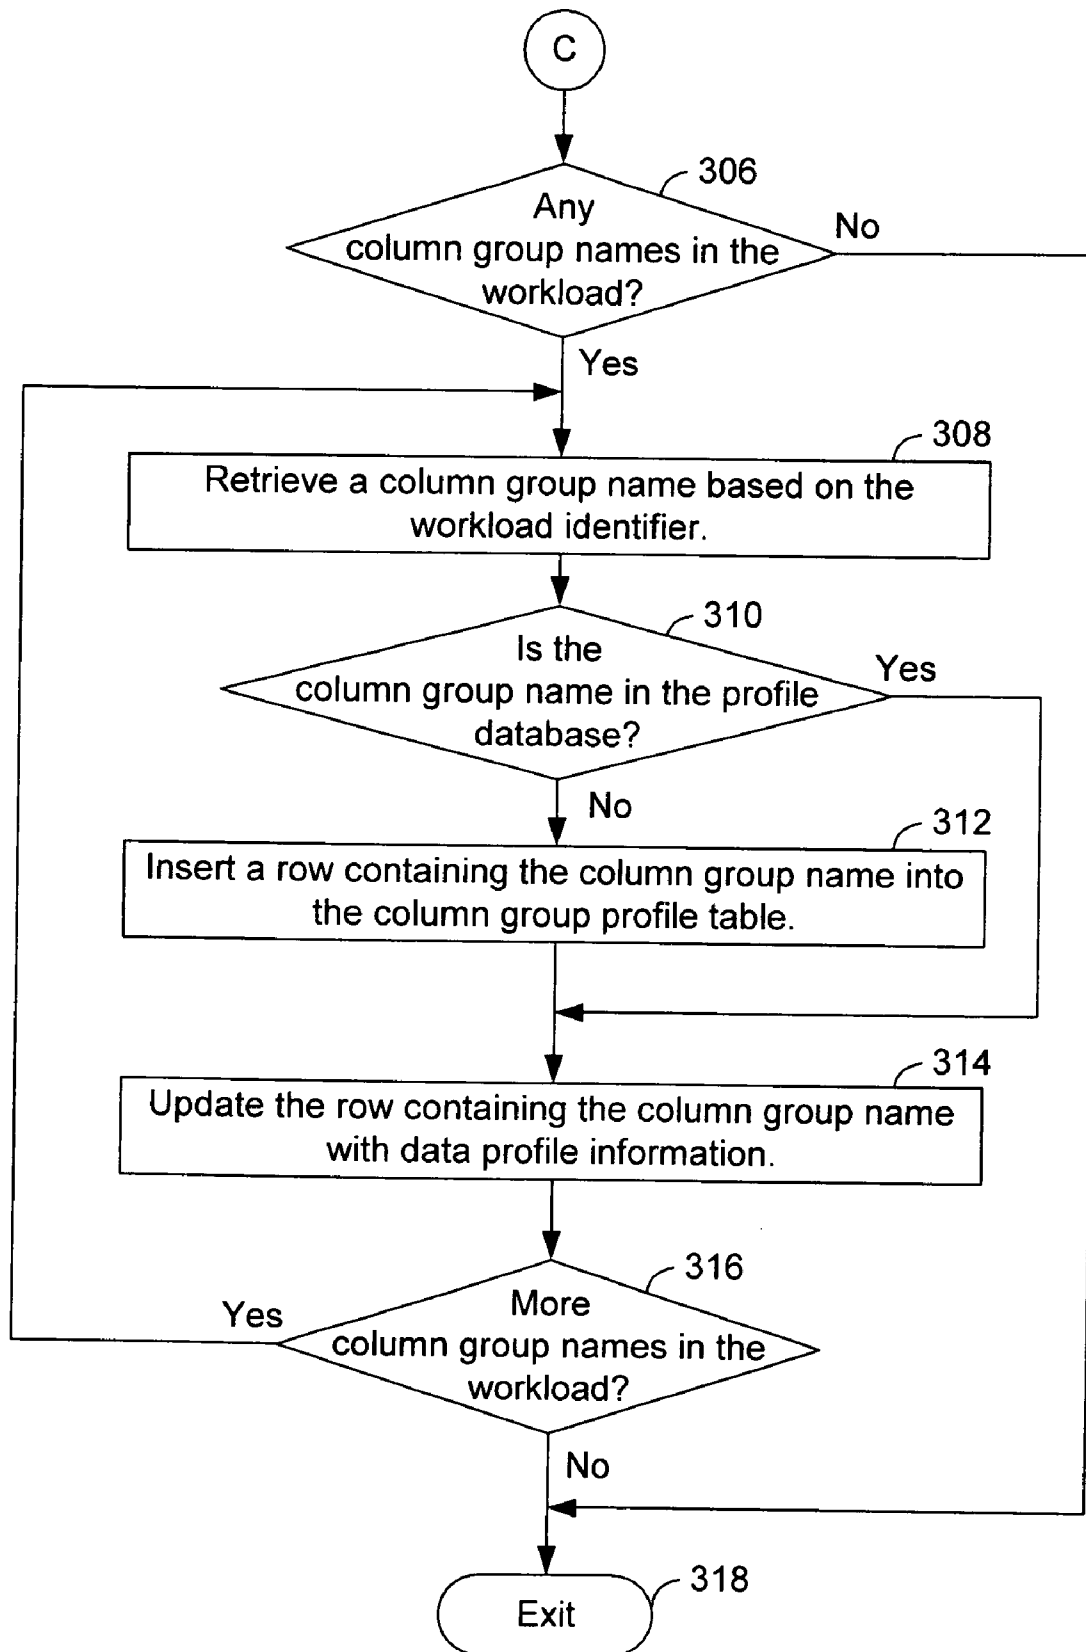 C
306
Any
column group names in the
workload?
No
Yes
308
Retrieve a column group name based on the
workload identifier.
310
Is the
column group name in the profile
database?
Yes
No
312
Insert a row containing the column group name into
the column group profile table.
314
Update the row containing the column group name
with data profile information.
316
More
column group names in the
workload?
Yes
No
318
Exit